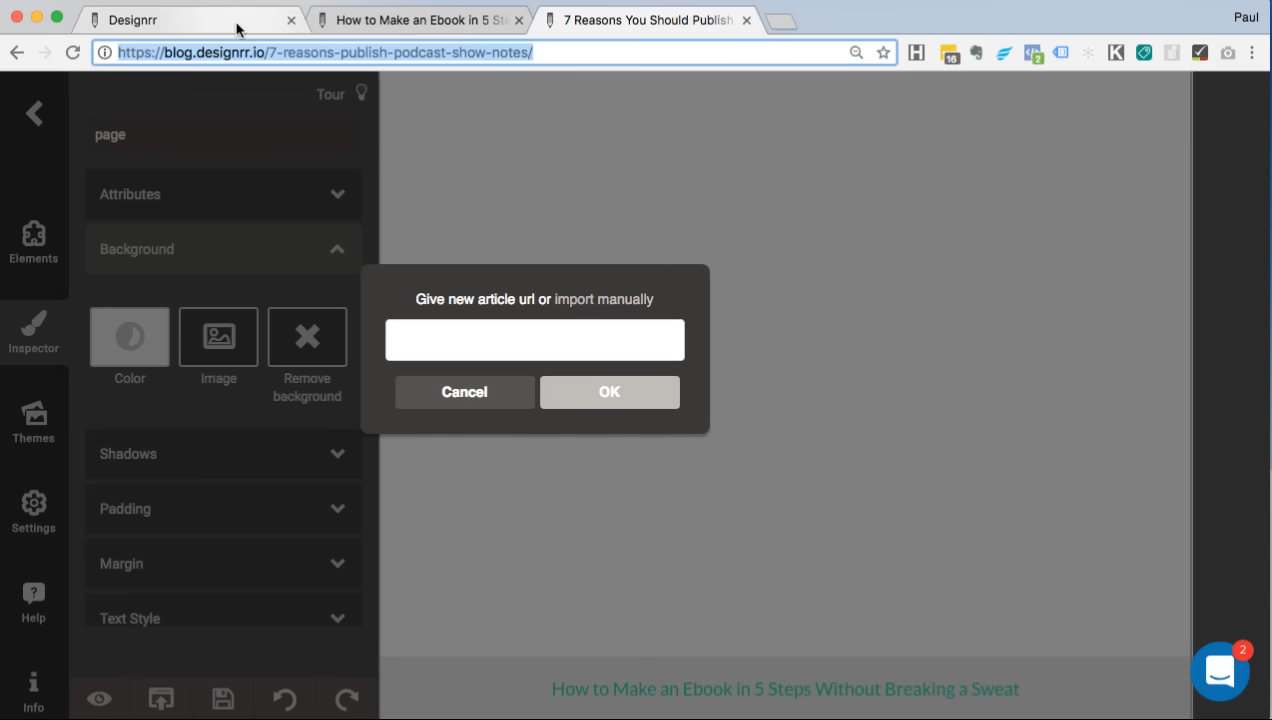 Designrr
How to Make an Ebook in 5 St
7 Reasons You Should Publish
Paul
https://blog.designrr.io/7-reasons-publish-podcast-show-notes/
16
2
Tour
page
Attributes
Background
Color
Image
Remove
background
Shadows
Padding
Margin
Text Style
Elements
Inspector
Themes
Settings
Help
Info
Give new article url or import manually
Cancel
OK
How to Make an Ebook in 5 Steps Without Breaking a Sweat
2